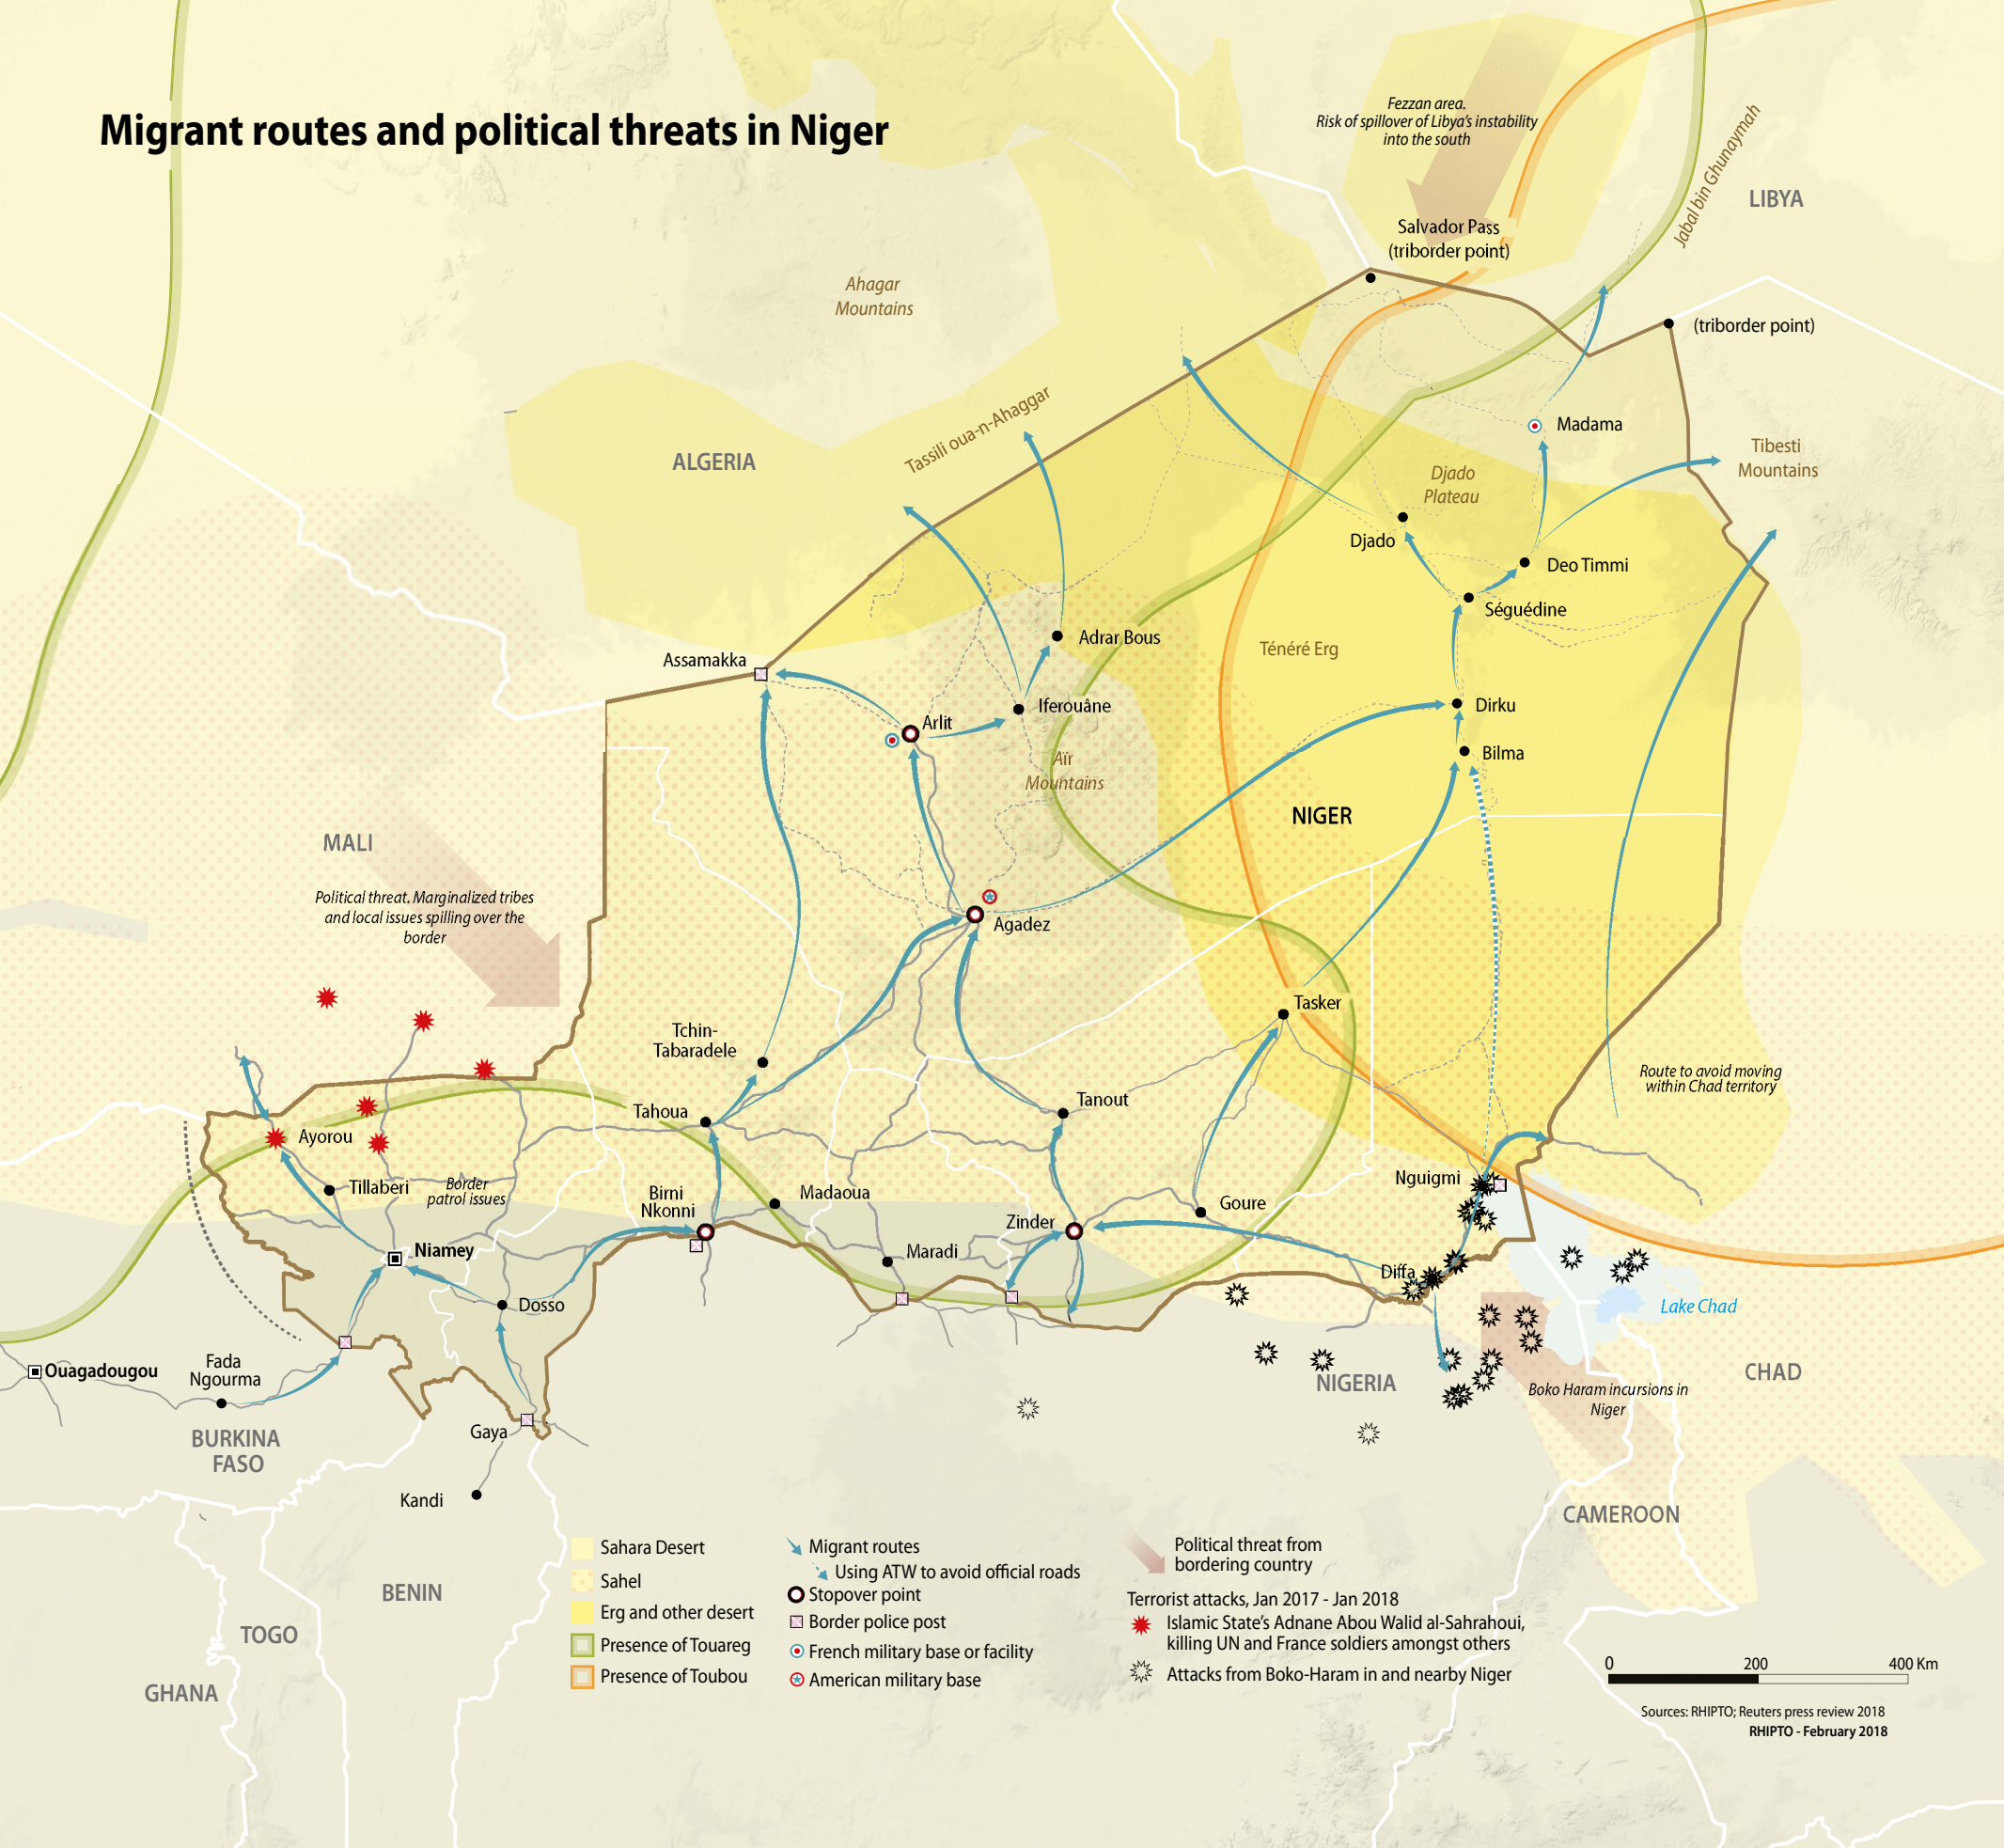 Migrant routes and political threats in Niger
Fezzan area.
Risk of spillover of Libya's instability
into the south
Jabal bin Ghunaymah
LIBYA
Salvador Pass
(triborder point)
Ahagar
Mountains
(triborder point)
Tassili oua-n-Ahaggar
ALGERIA
Madama
Tibesti
Mountains
Djado
Plateau
Djado
Deo Timmi
Séguédine
Adrar Bous
Ténéré Erg
Assamakka
Iferouâne
Dirku
Arlit
Bilma
Aïr
Mountains
NIGER
MALI
Political threat. Marginalized tribes
and local issues spilling over the
border
Agadez
Tasker
Tchin-
Tabaradele
Route to avoid moving
within Chad territory
Tahoua
Tanout
Ayorou
Tillaberi
Border
patrol issues
Birni
Nkonni
Madaoua
Nguigmi
Goure
Zinder
Niamey
Maradi
Diffa
Dosso
Lake Chad
Ouagadougou
Fada
Ngourma
CHAD
NIGERIA
Boko Haram incursions in
Niger
Gaya
BURKINA
FASO
Kandi
CAMEROON
BENIN
TOGO
GHANA
Sahara Desert
Sahel
Erg and other desert
Presence of Touareg
Presence of Toubou
Migrant routes
Using ATW to avoid official roads
Stopover point
Border police post
French military base or facility
American military base
Political threat from
bordering country
Terrorist attacks, Jan 2017 - Jan 2018
Islamic State's Adnane Abou Walid al-Sahrahoui,
killing UN and France soldiers amongst others
Attacks from Boko-Haram in and nearby Niger
0 200 400 Km
Sources: RHIPTO; Reuters press review 2018
RHIPTO - February 2018